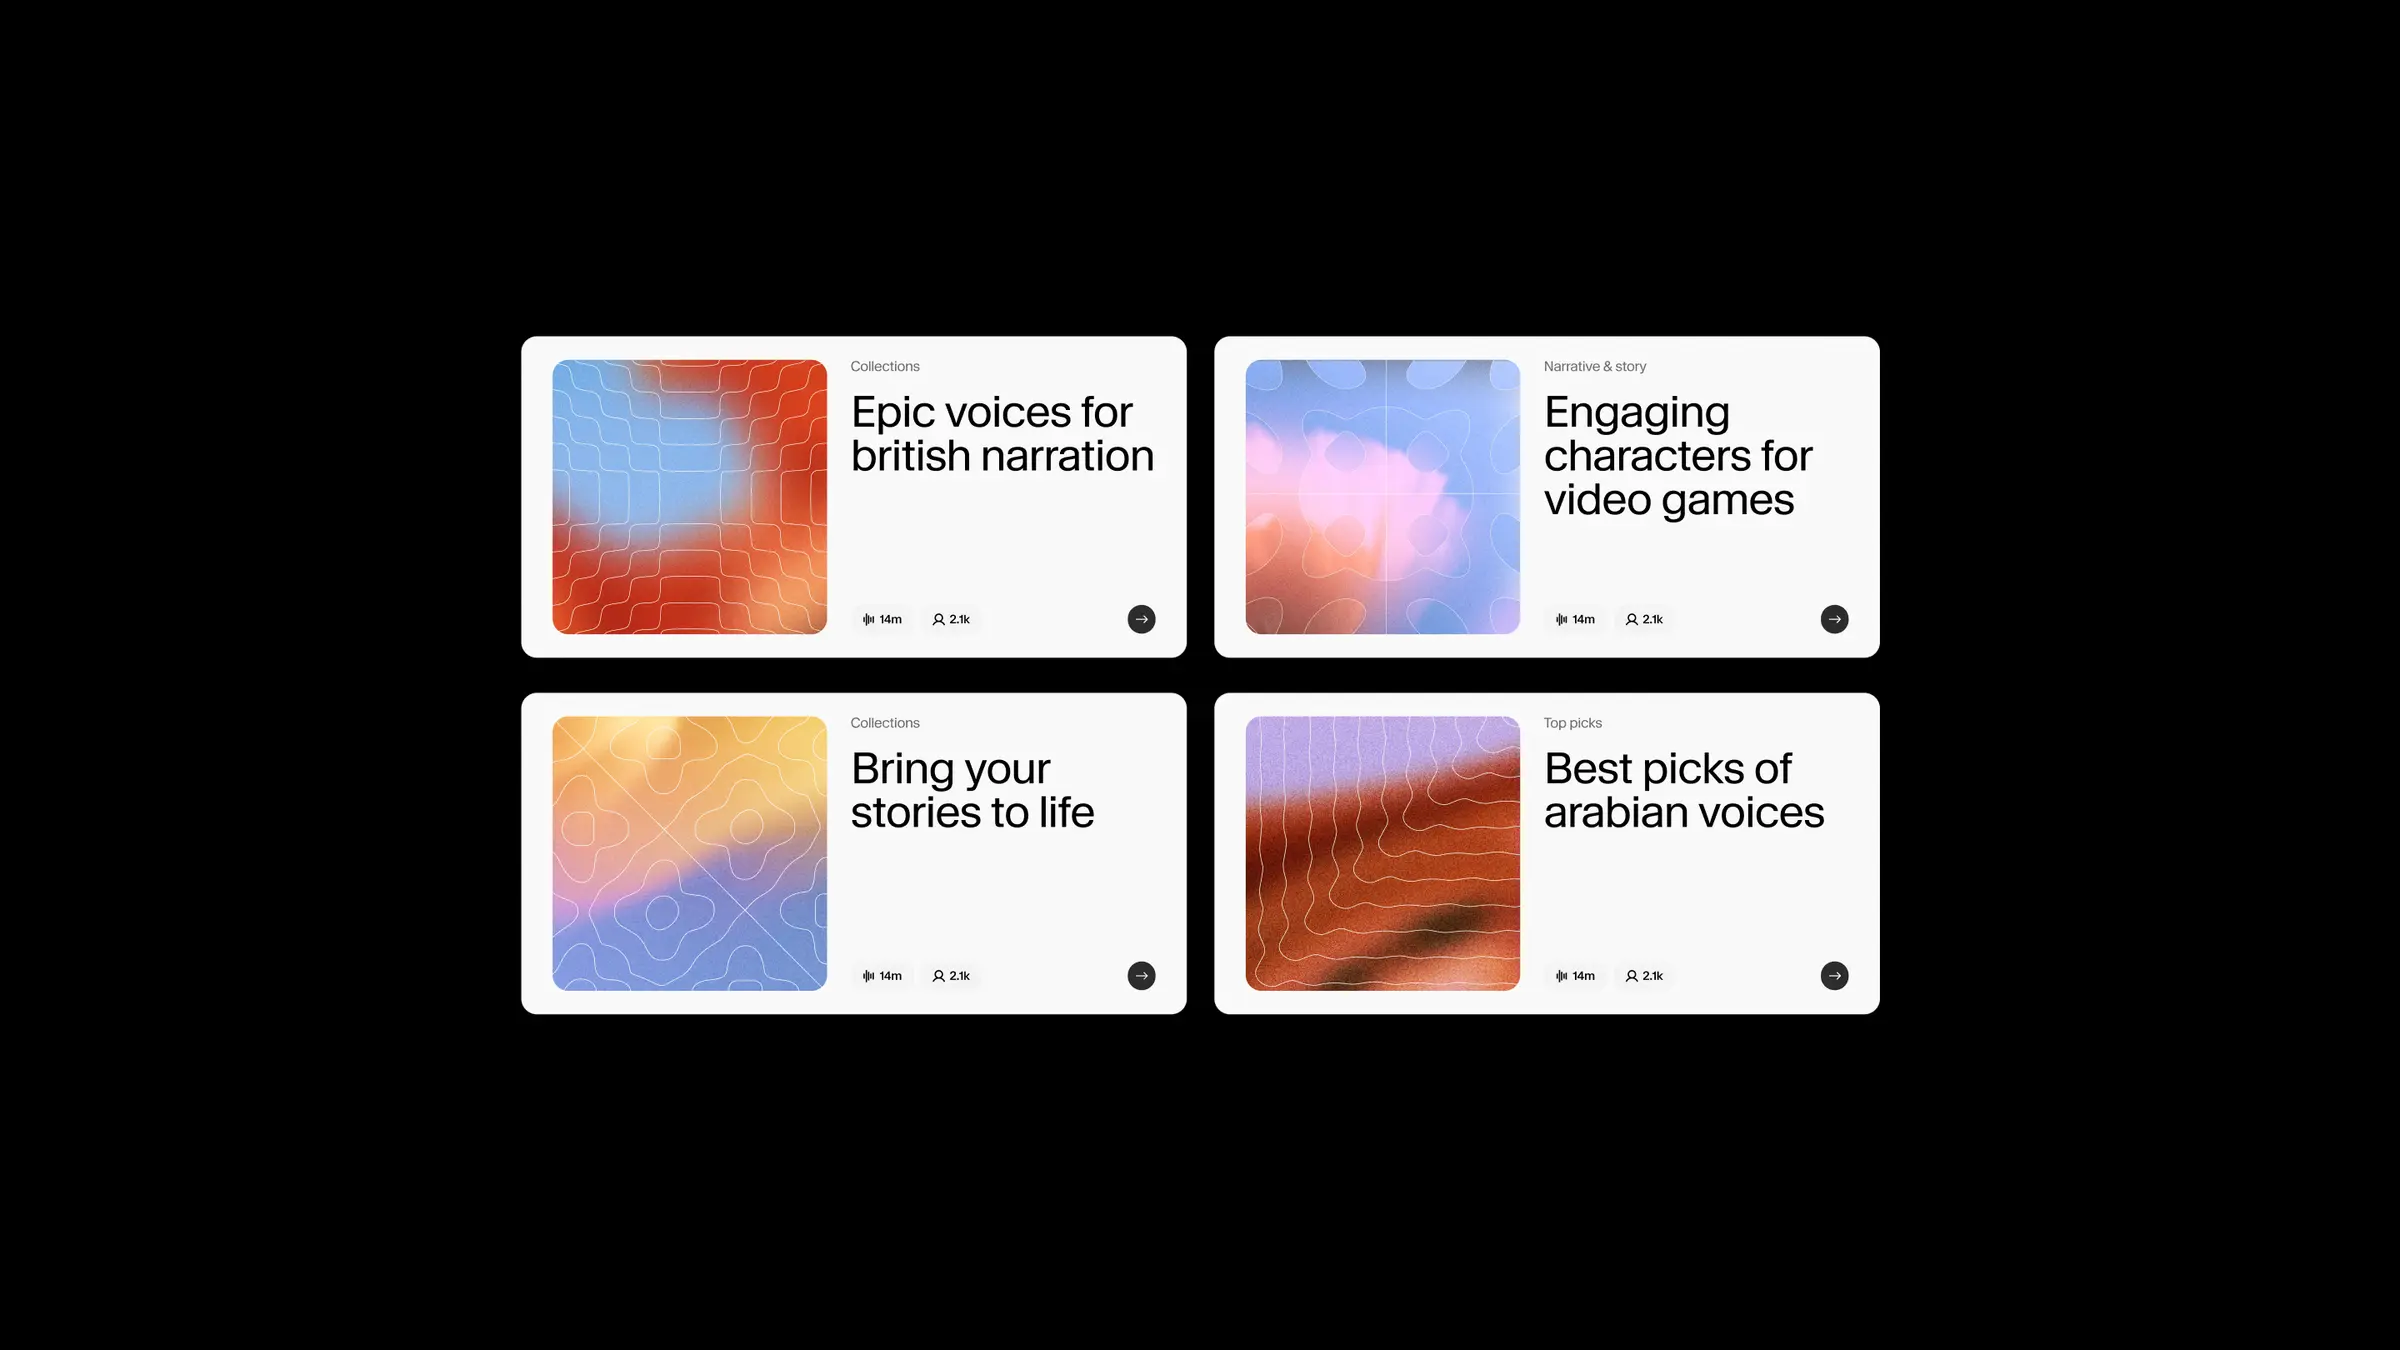 Collections
Epic voices for
british narration
14m
2.1k
Narrative & story
Engaging
characters for
video games
14m
2.1k
Collections
Bring your
stories to life
14m
2.1k
Top picks
Best picks of
arabian voices
14m
2.1k